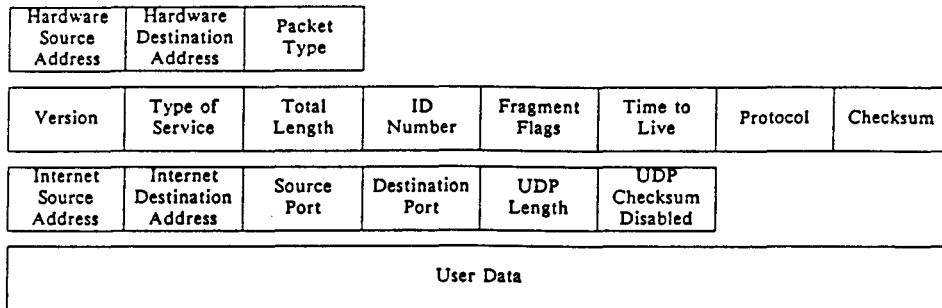 Hardware Source Address
Hardware Destination Address
Packet Type
Version
Type of Service
Total Length
ID Number
Fragment Flags
Time to Live
Protocol
Checksum
Internet Source Address
Internet Destination Address
Source Port
Destination Port
UDP Length
UDP Checksum Disabled
User Data